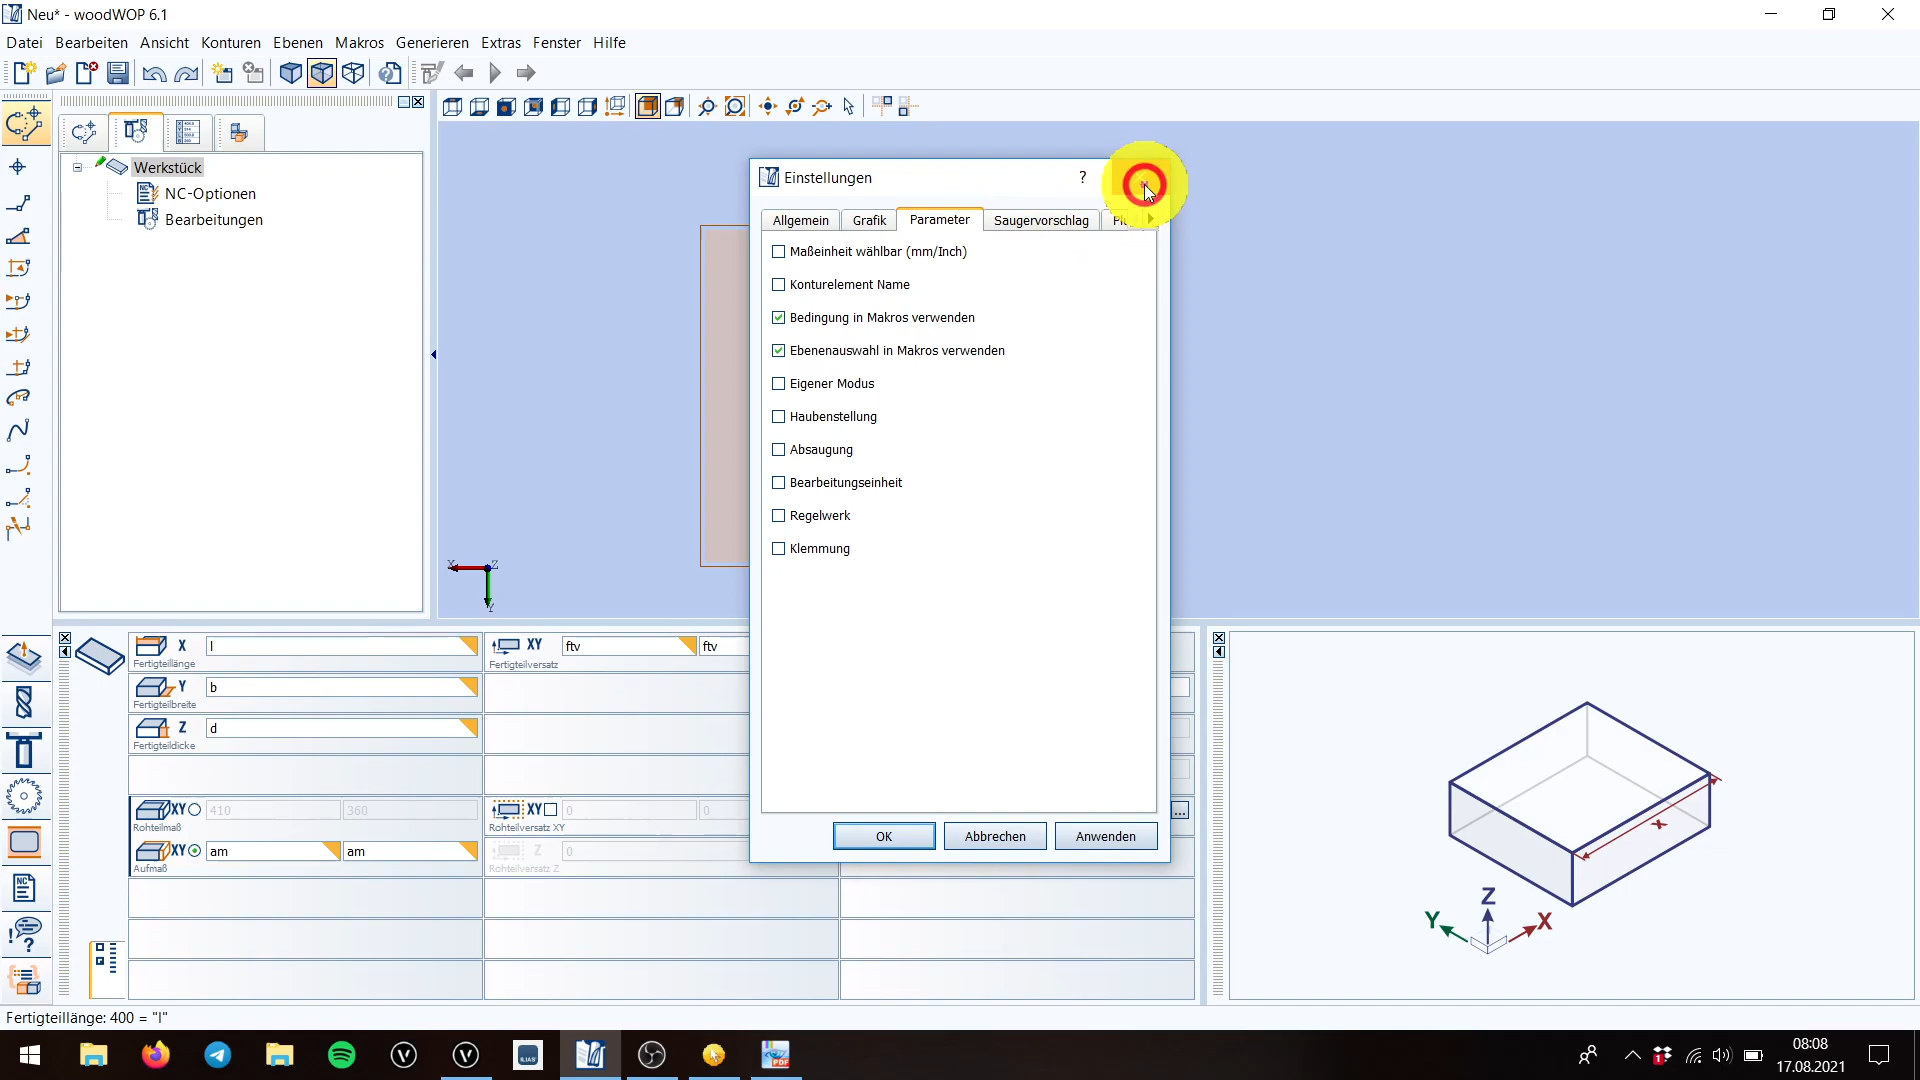 Neu* - woodWOP 6.1
Datei Bearbeiten Ansicht Konturen Ebenen Makros Generieren Extras Fenster Hilfe
Werkstück
NC-Optionen
Bearbeitungen
Einstellungen ?
Allgemein Grafik Parameter Saugervorschlag
Maßeinheit wählbar (mm/Inch)
Konturelement Name
Bedingung in Makros verwenden
Ebenenauswahl in Makros verwenden
Eigener Modus
Haubenstellung
Absaugung
Bearbeitungseinheit
Regelwerk
Klemmung
OK Abbrechen Anwenden
X Z
Y
X l XY ftv ftv
Fertigteillänge Fertigteilversatz
Y b
Fertigteilbreite
Z d
Fertigteildicke
XY 410 360 XY 0 0 ...
Rohteilmaß Rohteilversatz XY
XY am am Z 0
Aufmaß Rohteilversatz Z
x
Z
Y X
Fertigteillänge: 400 = "l"
08:08
17.08.2021